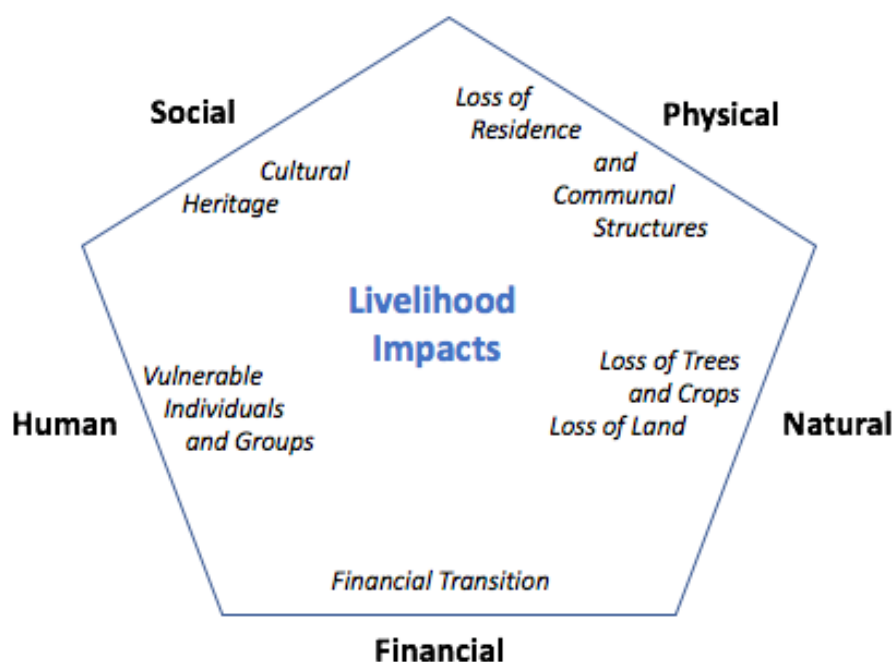 Social
Cultural
Heritage
Loss of
Residence
and
Communal
Structures
Physical
Livelihood
Impacts
Human
Vulnerable
Individuals
and Groups
Loss of Trees
and Crops
Loss of Land
Natural
Financial Transition
Financial